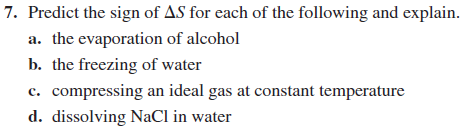 7. Predict the sign of ΔS for each of the following and explain.
a. the evaporation of alcohol
b. the freezing of water
c. compressing an ideal gas at constant temperature
d. dissolving NaCl in water